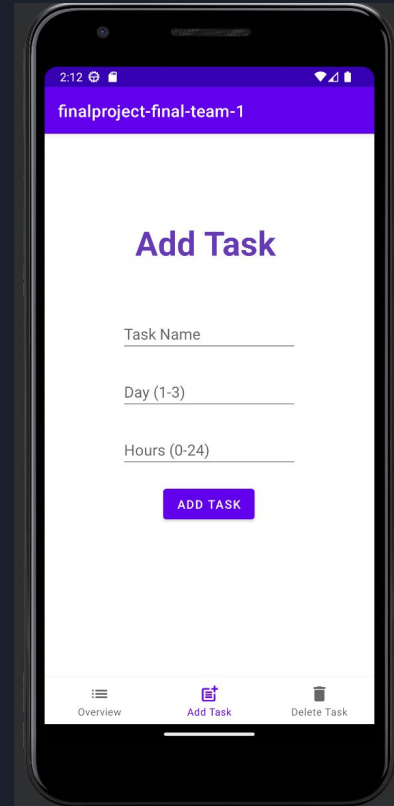 2:12
finalproject-final-team-1
Add Task
Task Name
Day (1-3)
Hours (0-24)
ADD TASK
Overview Add Task Delete Task